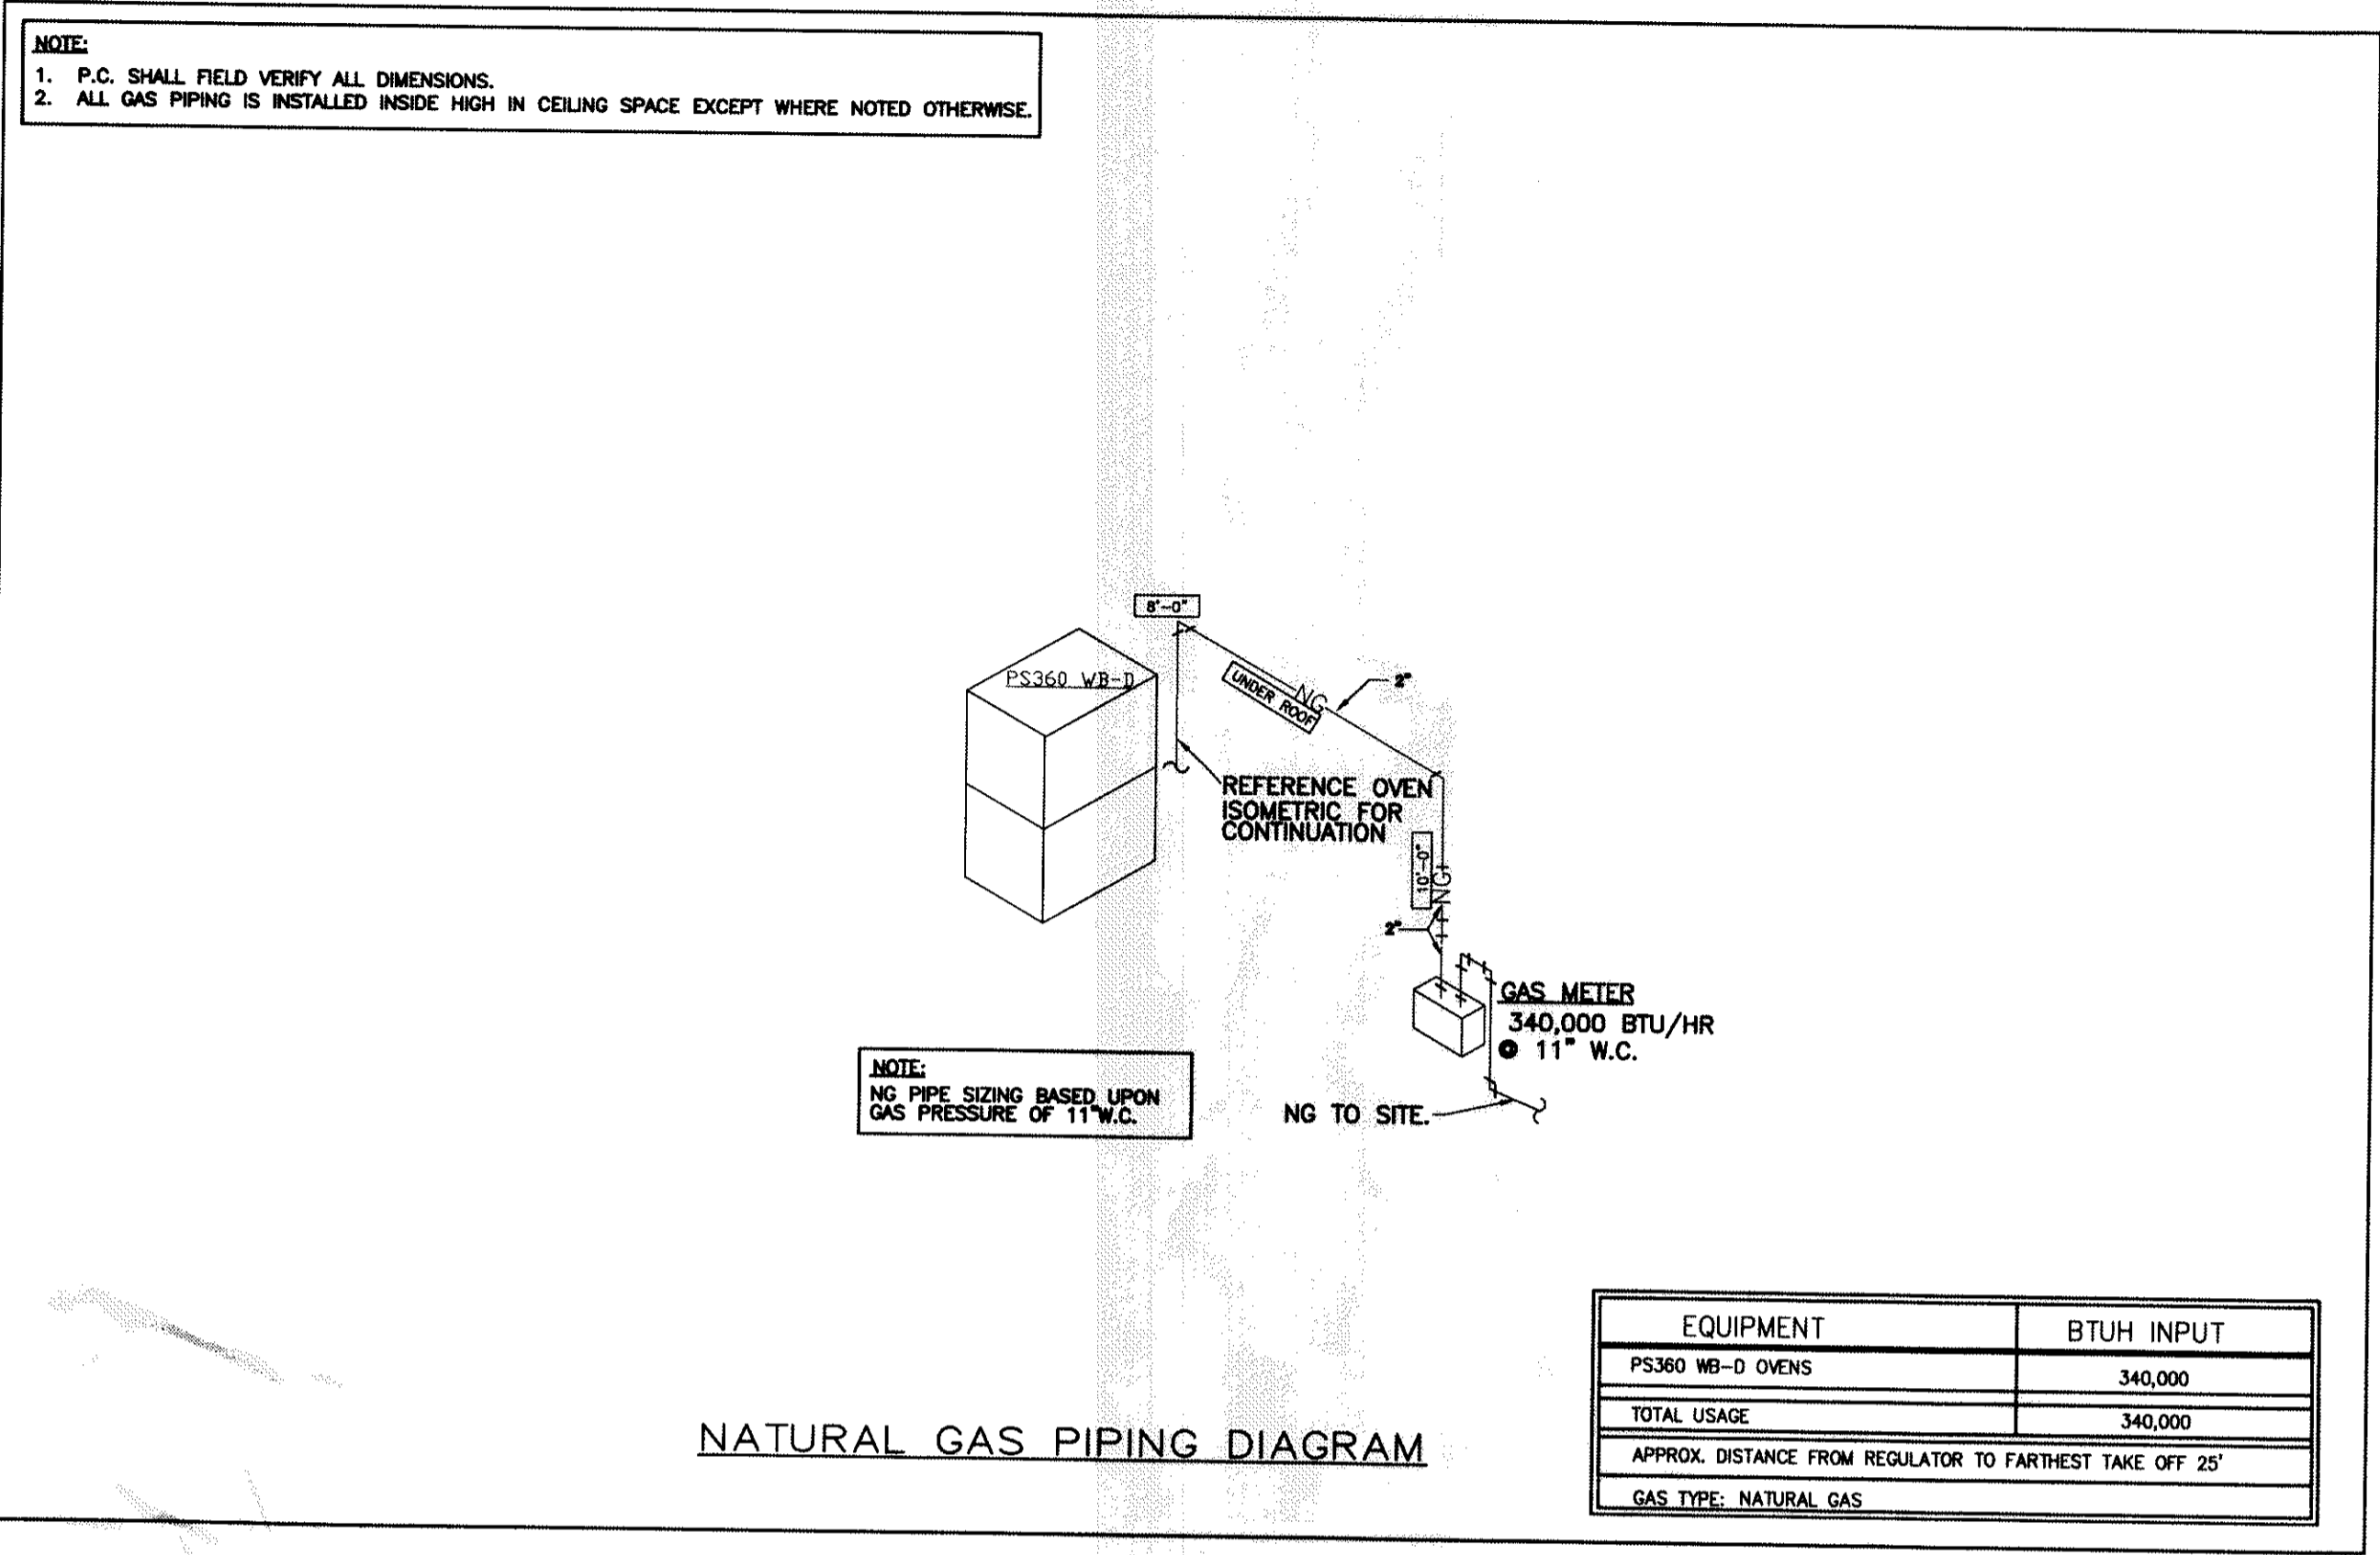 NOTE:
1. P.C. SHALL FIELD VERIFY ALL DIMENSIONS.
2. ALL GAS PIPING IS INSTALLED INSIDE HIGH IN CEILING SPACE EXCEPT WHERE NOTED OTHERWISE.
8'-0"
PS360 WB-D
UNDER ROOF
NG
2"
REFERENCE OVEN
ISOMETRIC FOR
CONTINUATION
10'-0"
NG
2"
GAS METER
340,000 BTU/HR
@ 11" W.C.
NOTE:
NG PIPE SIZING BASED UPON
GAS PRESSURE OF 11"W.C.
NG TO SITE.
NATURAL GAS PIPING DIAGRAM
EQUIPMENT BTUH INPUT
PS360 WB-D OVENS 340,000
TOTAL USAGE 340,000
APPROX. DISTANCE FROM REGULATOR TO FARTHEST TAKE OFF 25'
GAS TYPE: NATURAL GAS